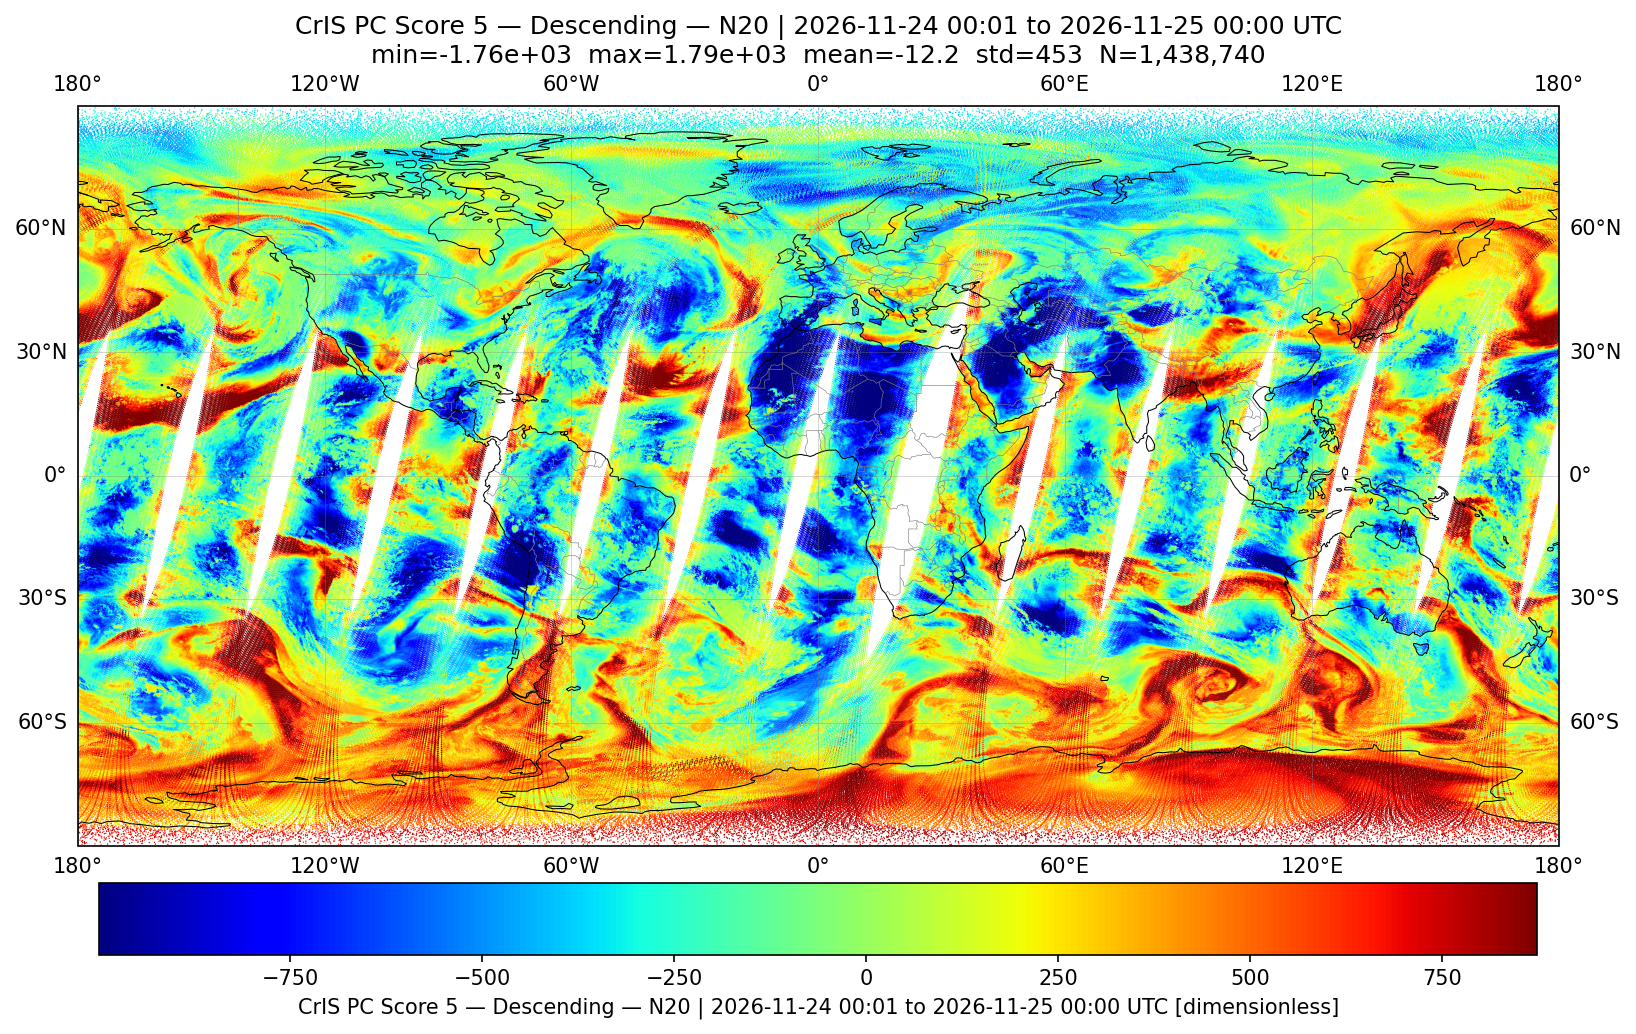 CrIS PC Score 5 — Descending — N20 | 2026-11-24 00:01 to 2026-11-25 00:00 UTC
min=-1.76e+03 max=1.79e+03 mean=-12.2 std=453 N=1,438,740
180° 120°W 60°W 0° 60°E 120°E 180°
60°N 60°N
30°N 30°N
0° 0°
30°S 30°S
60°S 60°S
180° 120°W 60°W 0° 60°E 120°E 180°
−750 −500 −250 0 250 500 750
CrIS PC Score 5 — Descending — N20 | 2026-11-24 00:01 to 2026-11-25 00:00 UTC [dimensionless]